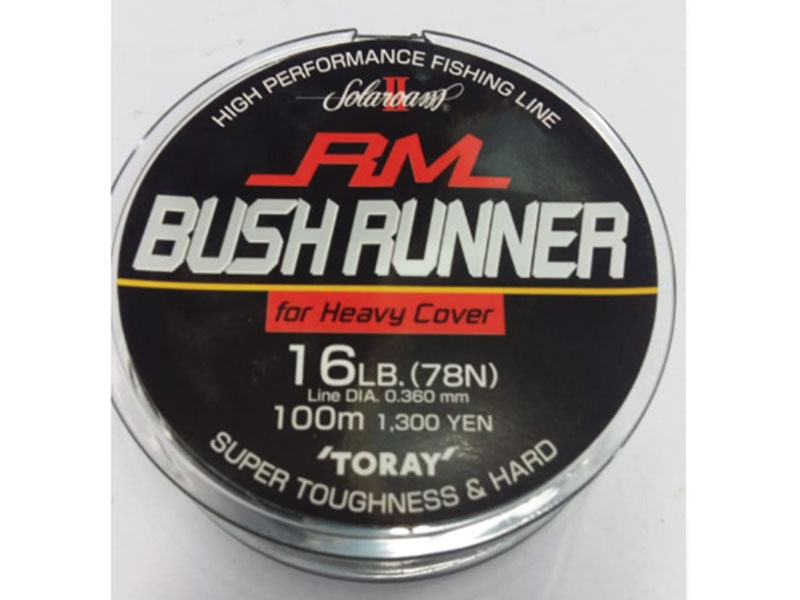 HIGH PERFORMANCE FISHING LINE
Solaroam II ®
RM
BUSH RUNNER
for Heavy Cover
16LB.(78N)
Line DIA. 0.360 mm
100m 1,300 YEN
'TORAY'
SUPER TOUGHNESS & HARD